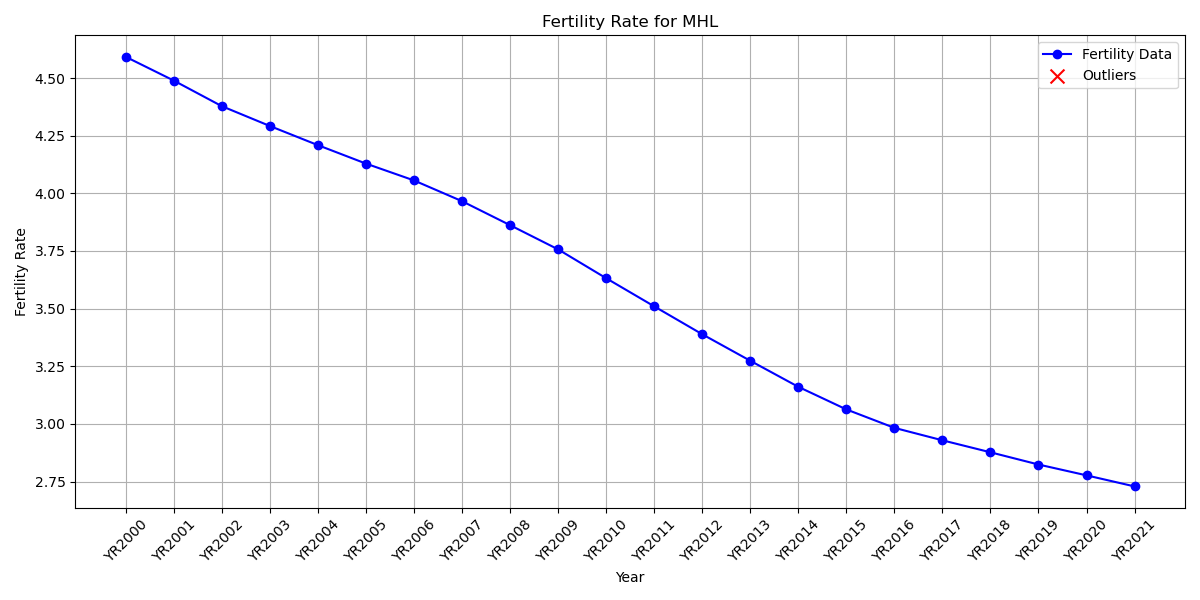 Fertility Rate for MHL
Fertility Data
Outliers
Fertility Rate
4.50
4.25
4.00
3.75
3.50
3.25
3.00
2.75
YR2000
YR2001
YR2002
YR2003
YR2004
YR2005
YR2006
YR2007
YR2008
YR2009
YR2010
YR2011
YR2012
YR2013
YR2014
YR2015
YR2016
YR2017
YR2018
YR2019
YR2020
YR2021
Year